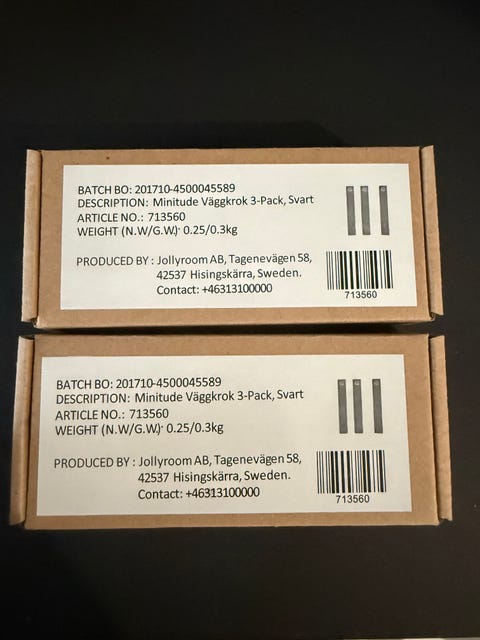 BATCH BO: 201710-4500045589
DESCRIPTION: Minitude Väggkrok 3-Pack, Svart
ARTICLE NO.: 713560
WEIGHT (N.W/G.W.): 0.25/0.3kg
PRODUCED BY : Jollyroom AB, Tagenevägen 58,
42537 Hisingskärra, Sweden.
Contact: +46313100000
713560
BATCH BO: 201710-4500045589
DESCRIPTION: Minitude Väggkrok 3-Pack, Svart
ARTICLE NO.: 713560
WEIGHT (N.W/G.W.): 0.25/0.3kg
PRODUCED BY : Jollyroom AB, Tagenevägen 58,
42537 Hisingskärra, Sweden.
Contact: +46313100000
713560